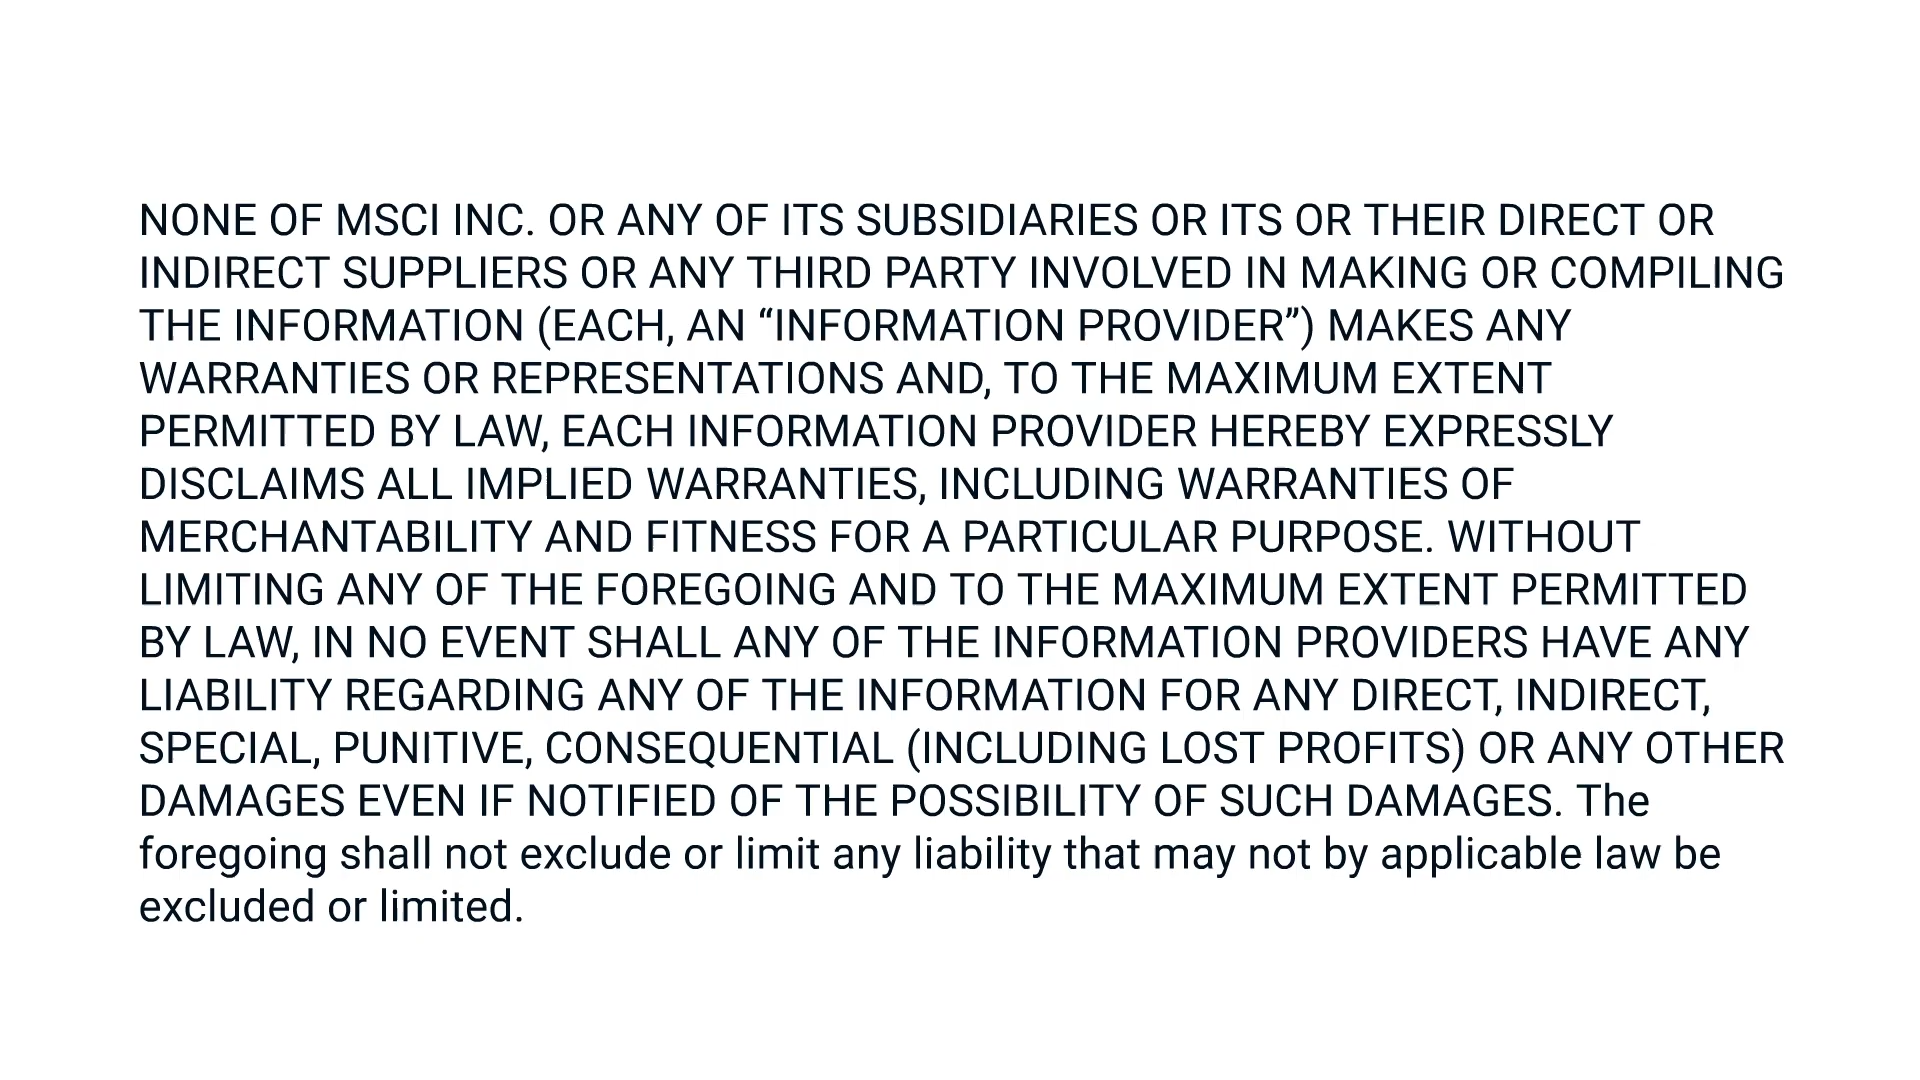 NONE OF MSCI INC. OR ANY OF ITS SUBSIDIARIES OR ITS OR THEIR DIRECT OR
INDIRECT SUPPLIERS OR ANY THIRD PARTY INVOLVED IN MAKING OR COMPILING
THE INFORMATION (EACH, AN “INFORMATION PROVIDER”) MAKES ANY
WARRANTIES OR REPRESENTATIONS AND, TO THE MAXIMUM EXTENT
PERMITTED BY LAW, EACH INFORMATION PROVIDER HEREBY EXPRESSLY
DISCLAIMS ALL IMPLIED WARRANTIES, INCLUDING WARRANTIES OF
MERCHANTABILITY AND FITNESS FOR A PARTICULAR PURPOSE. WITHOUT
LIMITING ANY OF THE FOREGOING AND TO THE MAXIMUM EXTENT PERMITTED
BY LAW, IN NO EVENT SHALL ANY OF THE INFORMATION PROVIDERS HAVE ANY
LIABILITY REGARDING ANY OF THE INFORMATION FOR ANY DIRECT, INDIRECT,
SPECIAL, PUNITIVE, CONSEQUENTIAL (INCLUDING LOST PROFITS) OR ANY OTHER
DAMAGES EVEN IF NOTIFIED OF THE POSSIBILITY OF SUCH DAMAGES. The
foregoing shall not exclude or limit any liability that may not by applicable law be
excluded or limited.